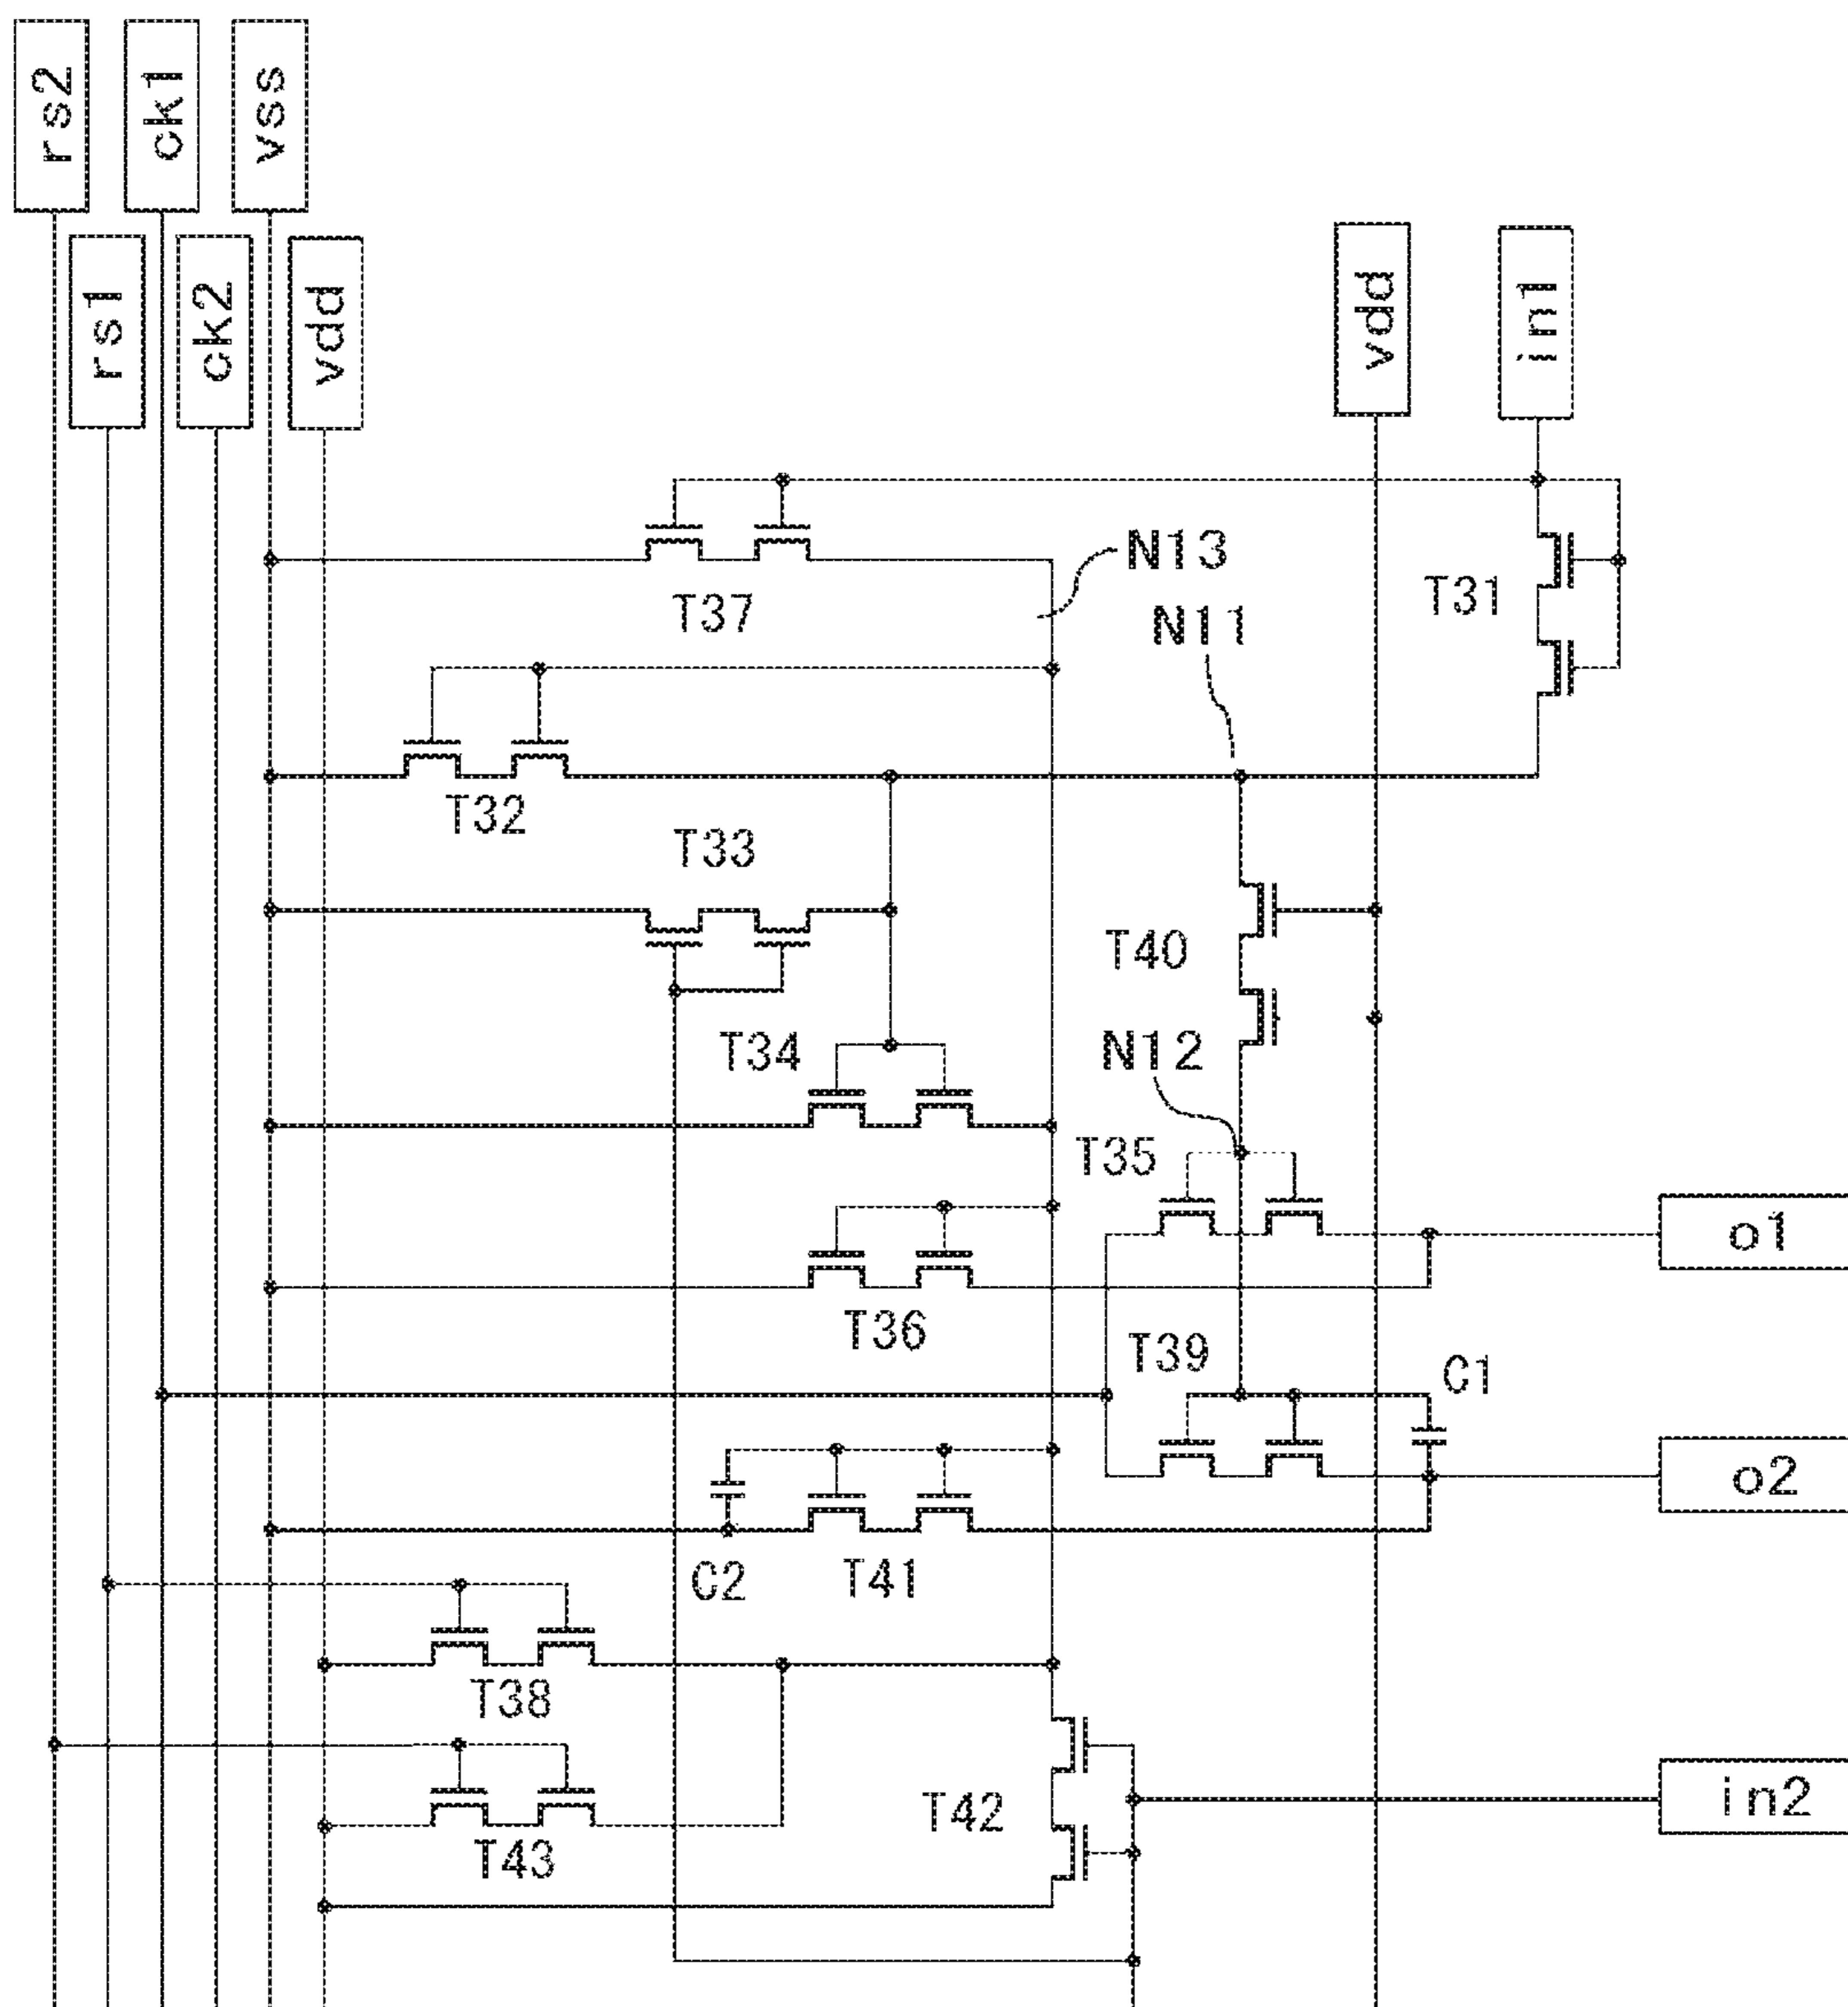 rs2
ck1
vss
rs1
ck2
vdd
vdd
in1
N13
T31
T37
N11
T32
T33
T40
T34
N12
T35
o1
T36
T39
C1
o2
C2
T41
T38
T42
in2
T43